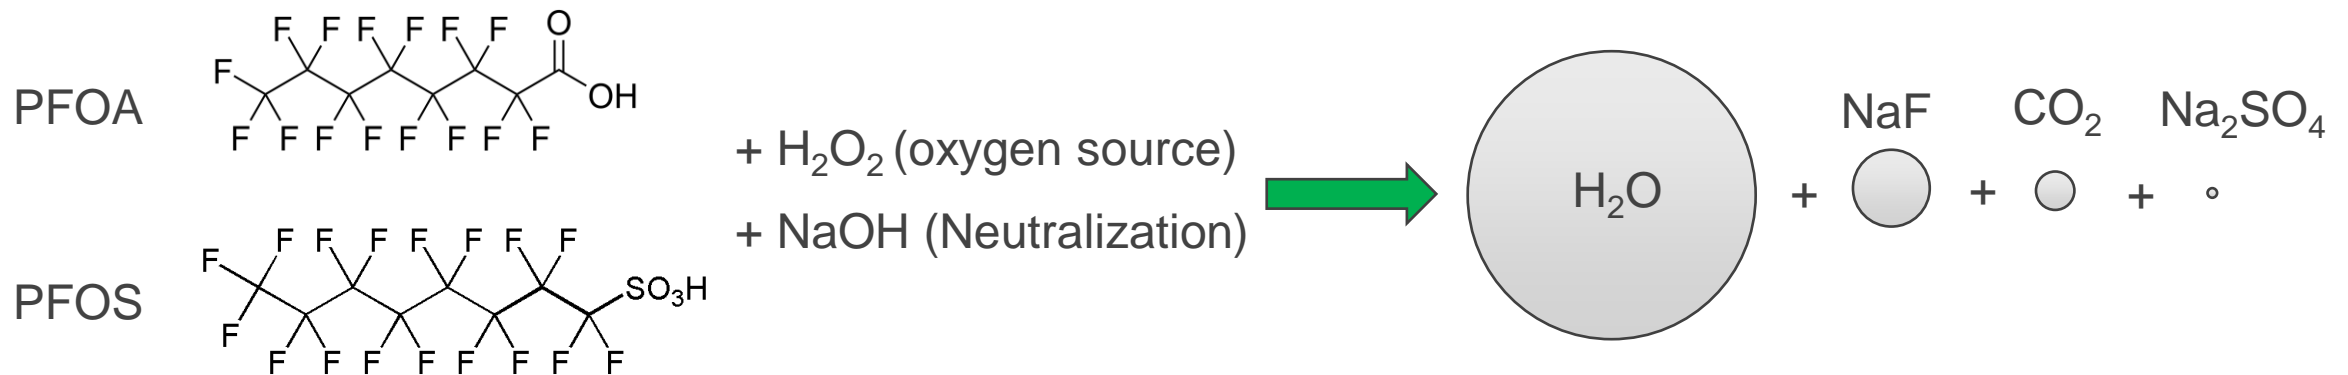 PFOA
F F F F F F O
F
OH
F F F F F F F F
+ H₂O₂ (oxygen source)
+ NaOH (Neutralization)
PFOS
F F F F F F F
F
SO₃H
F
F F F F F F F F
H₂O
+
NaF
+
CO₂
+
Na₂SO₄